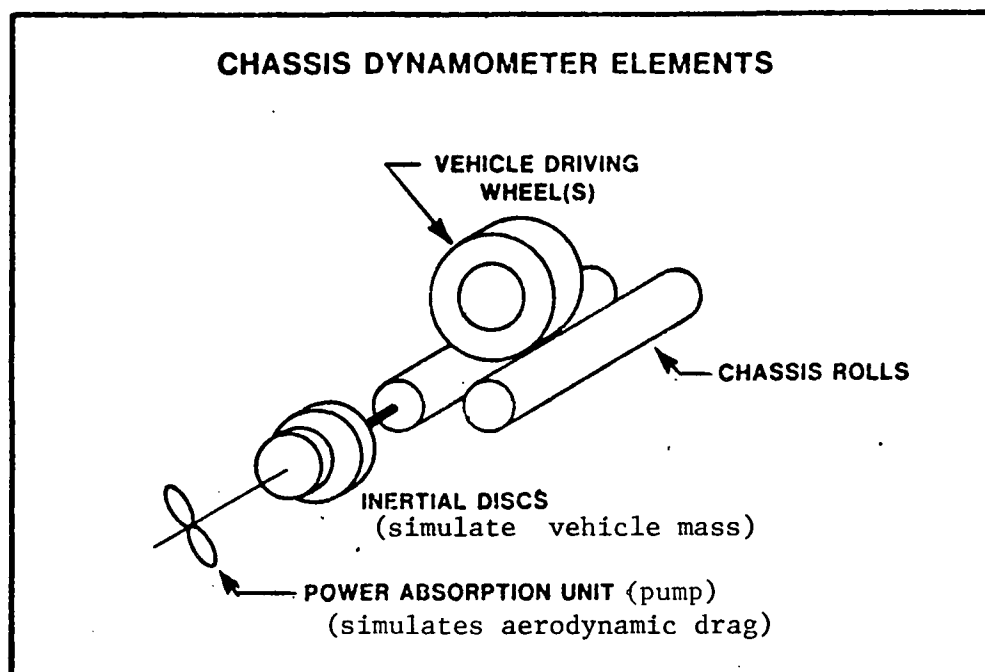 CHASSIS DYNAMOMETER ELEMENTS
VEHICLE DRIVING
WHEEL(S)
CHASSIS ROLLS
INERTIAL DISCS
(simulate vehicle mass)
POWER ABSORPTION UNIT (pump)
(simulates aerodynamic drag)